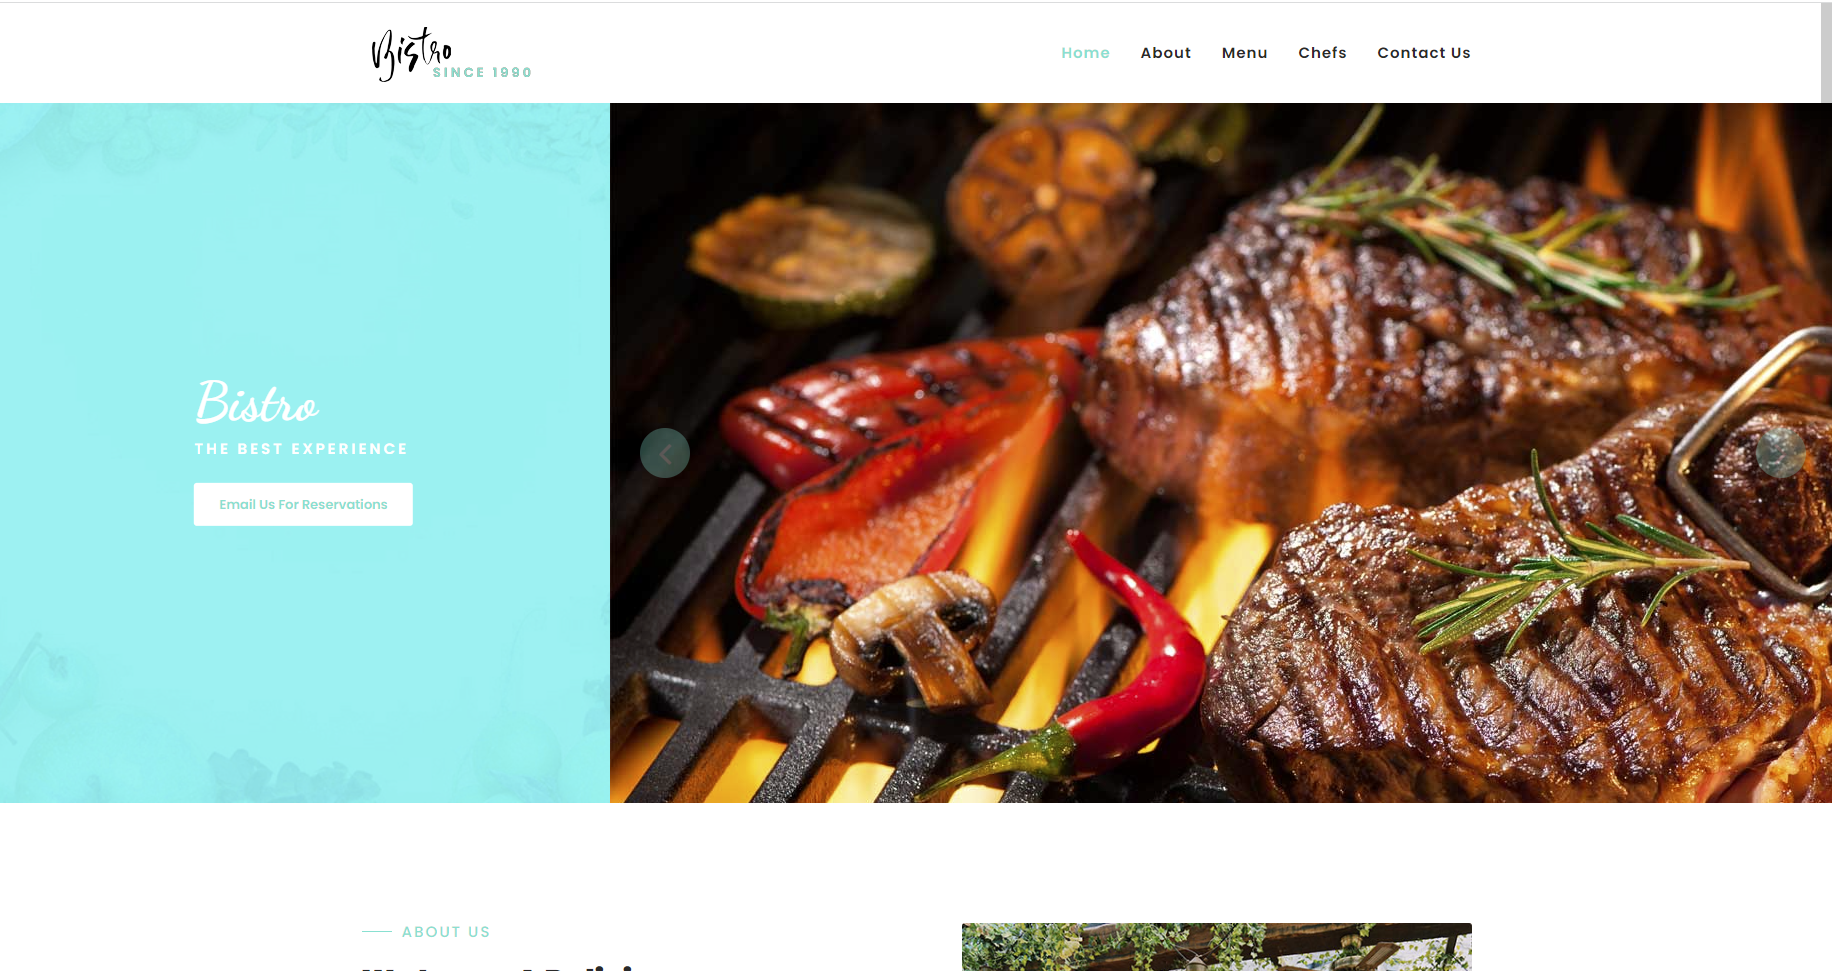 Bistro
SINCE 1990
Home About Menu Chefs Contact Us
Bistro
THE BEST EXPERIENCE
Email Us For Reservations
ABOUT US